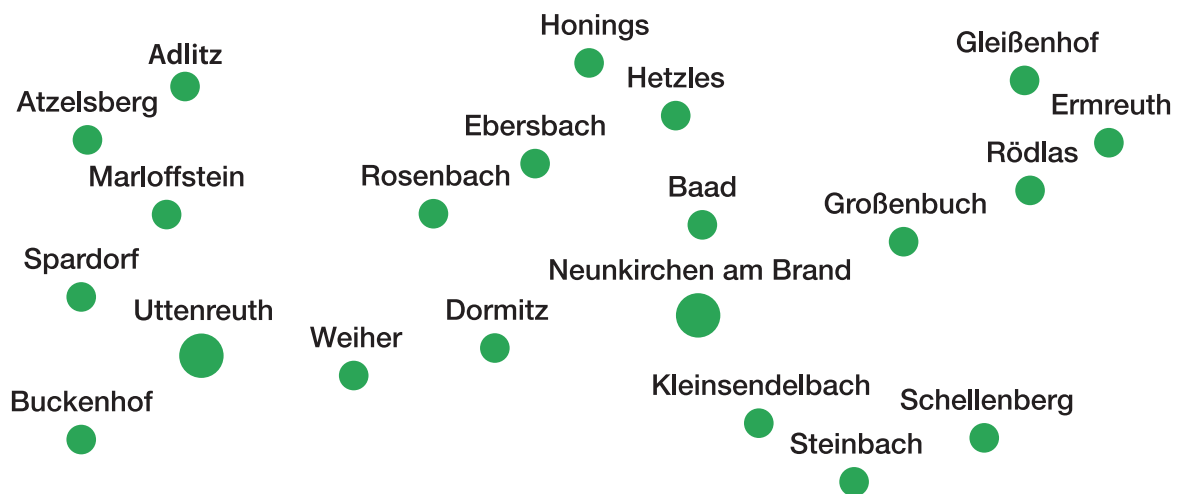 Honings
Gleißenhof
Adlitz
Hetzles
Atzelsberg
Ermreuth
Ebersbach
Rödlas
Marloffstein
Rosenbach
Baad
Großenbuch
Spardorf
Neunkirchen am Brand
Uttenreuth
Dormitz
Weiher
Kleinsendelbach
Buckenhof
Schellenberg
Steinbach